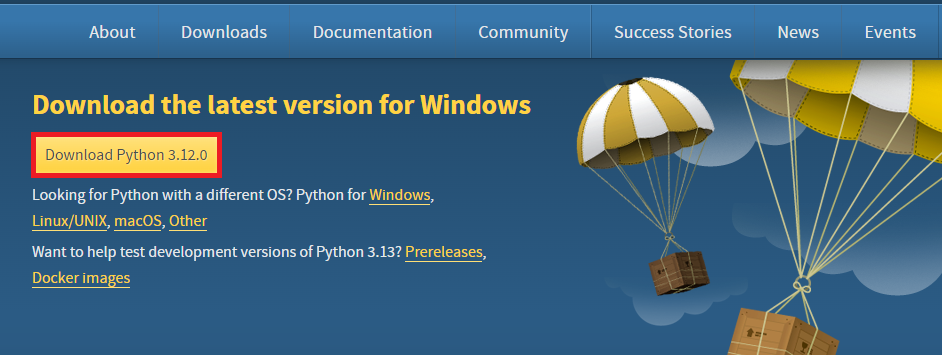 About Downloads Documentation Community Success Stories News Events
Download the latest version for Windows
Download Python 3.12.0
Looking for Python with a different OS? Python for Windows,
Linux/UNIX, macOS, Other
Want to help test development versions of Python 3.13? Prereleases,
Docker images